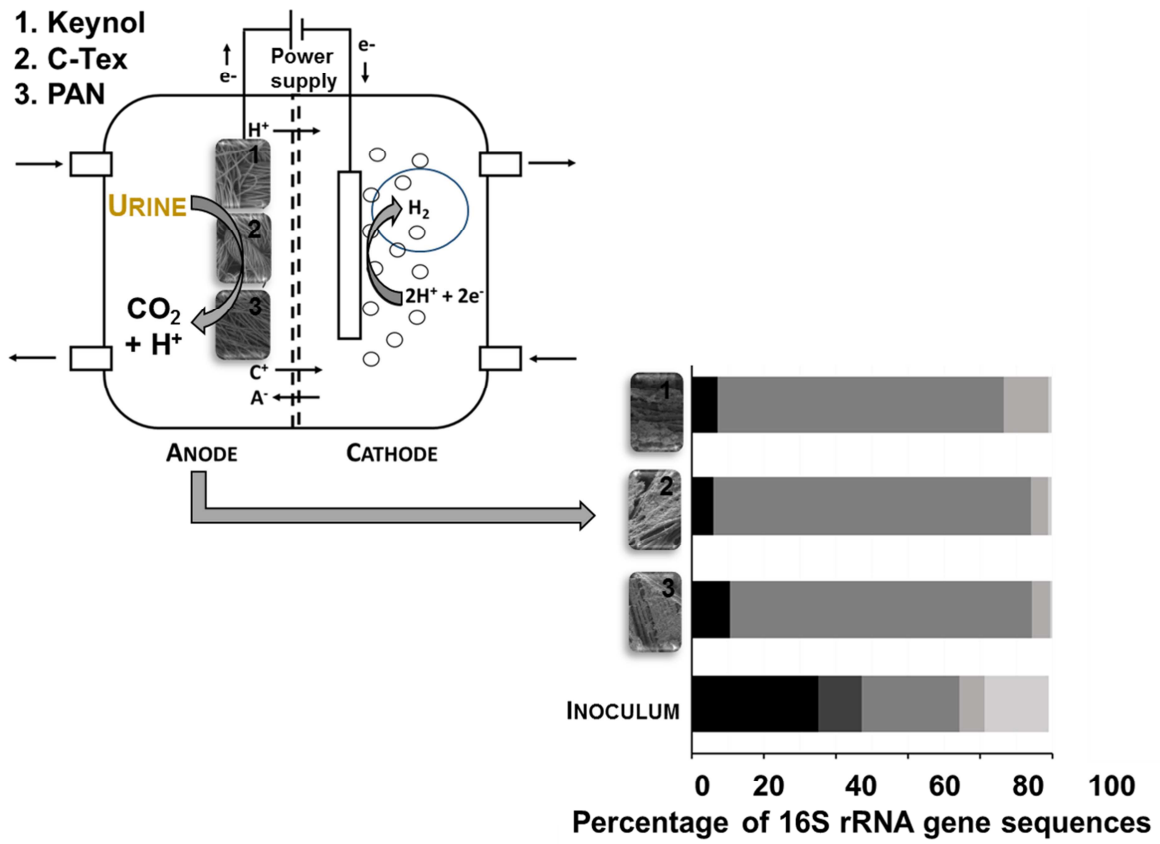 1. Keynol
2. C-Tex
3. PAN
e-
Power
supply
e-
H⁺
1
URINE
2
H₂
3
2H⁺ + 2e⁻
CO₂
+ H⁺
C⁺
A⁻
ANODE
CATHODE
1
2
3
INOCULUM
0 20 40 60 80 100
Percentage of 16S rRNA gene sequences